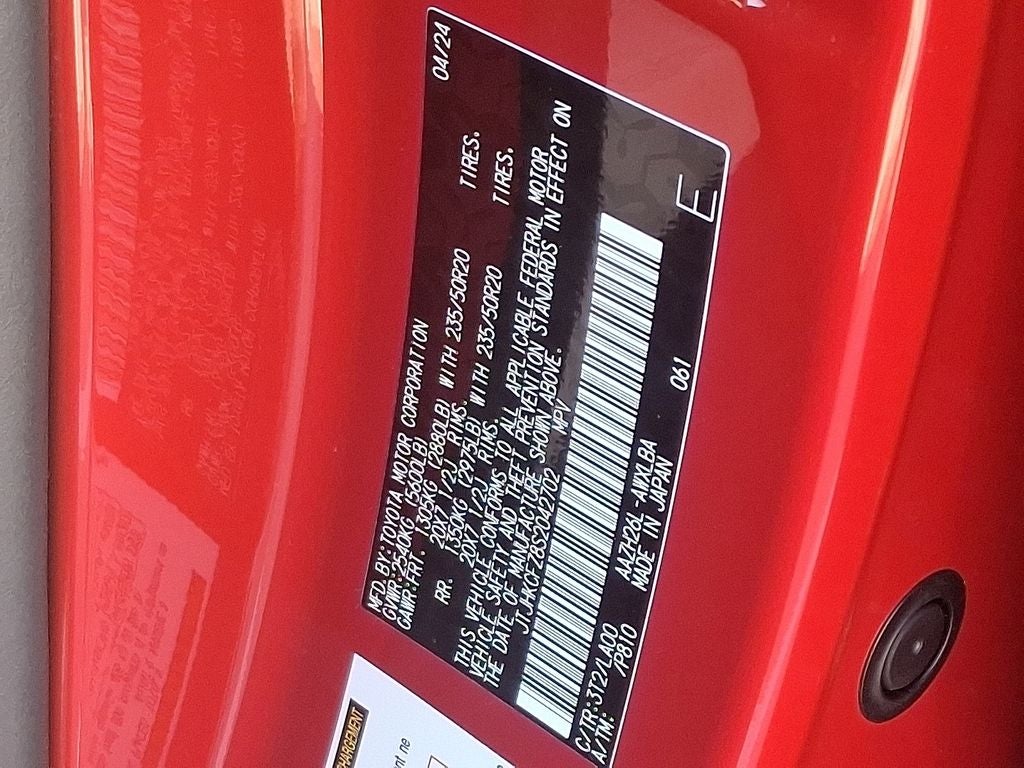 MFD. BY: TOYOTA MOTOR CORPORATION 04/24
GVWR: 2540KG (5600LB)
GAWR: FRT. 1305KG (2880LB) WITH 235/50R20 TIRES.
20X7 1/2J RIMS.
RR. 1350KG (2975LB) WITH 235/50R20 TIRES.
20X7 1/2J RIMS.
THIS VEHICLE CONFORMS TO ALL APPLICABLE FEDERAL MOTOR
VEHICLE SAFETY AND THEFT PREVENTION STANDARDS IN EFFECT ON
THE DATE OF MANUFACTURE SHOWN ABOVE.
JTJHKCFZ8S2042702 MPV
C/TR: 3T2/LA00 AAZH26L-AWXLBA
A/TM: /P810 MADE IN JAPAN 061
E
CHARGEMENT
nt ne